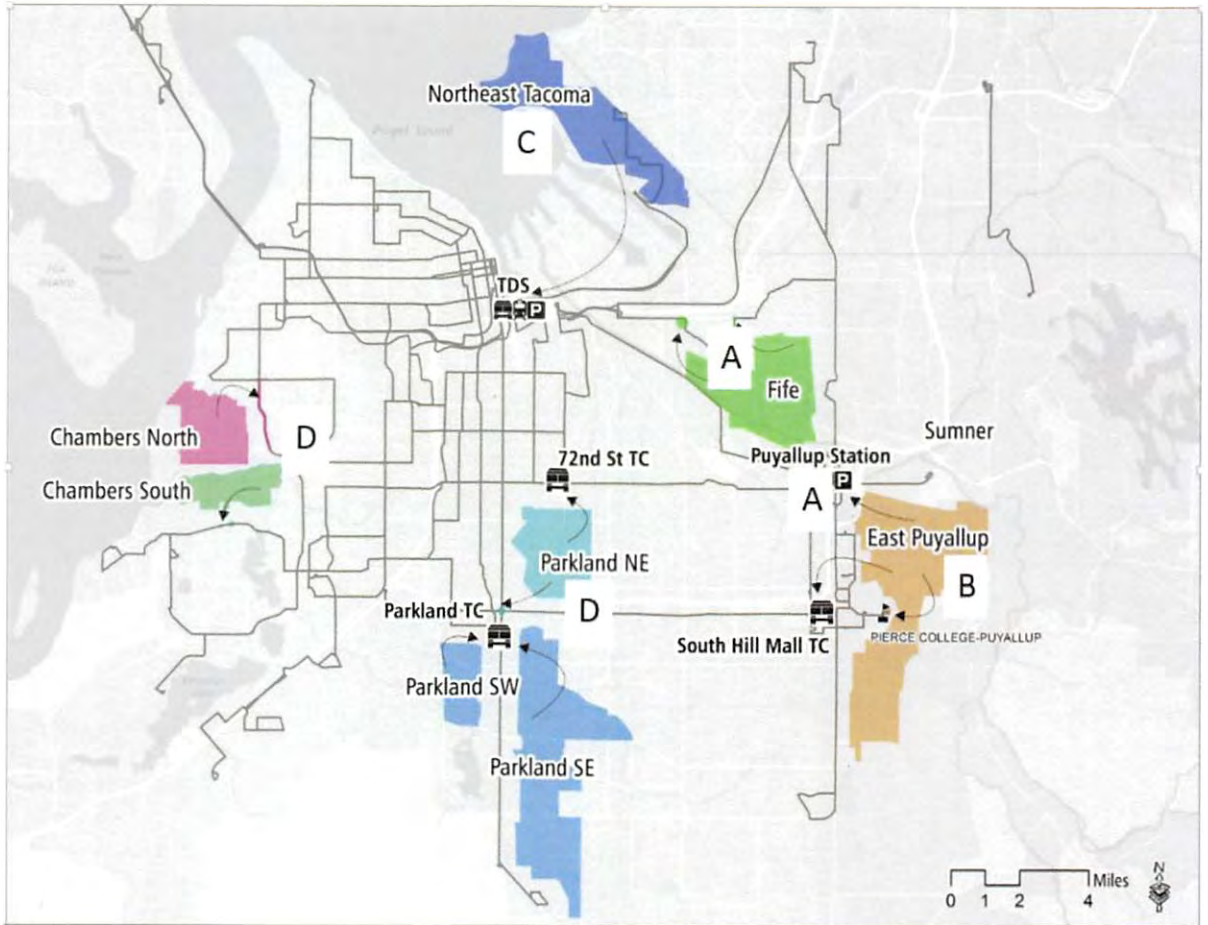 Northeast Tacoma
Puget Sound
C
TDS
P
A
Fife
Chambers North
D
Sumner
72nd St TC
Puyallup Station
P
Chambers South
A
East Puyallup
Parkland NE
B
Parkland TC
D
PIERCE COLLEGE-PUYALLUP
South Hill Mall TC
Parkland SW
Parkland SE
N
Miles
0 1 2 4